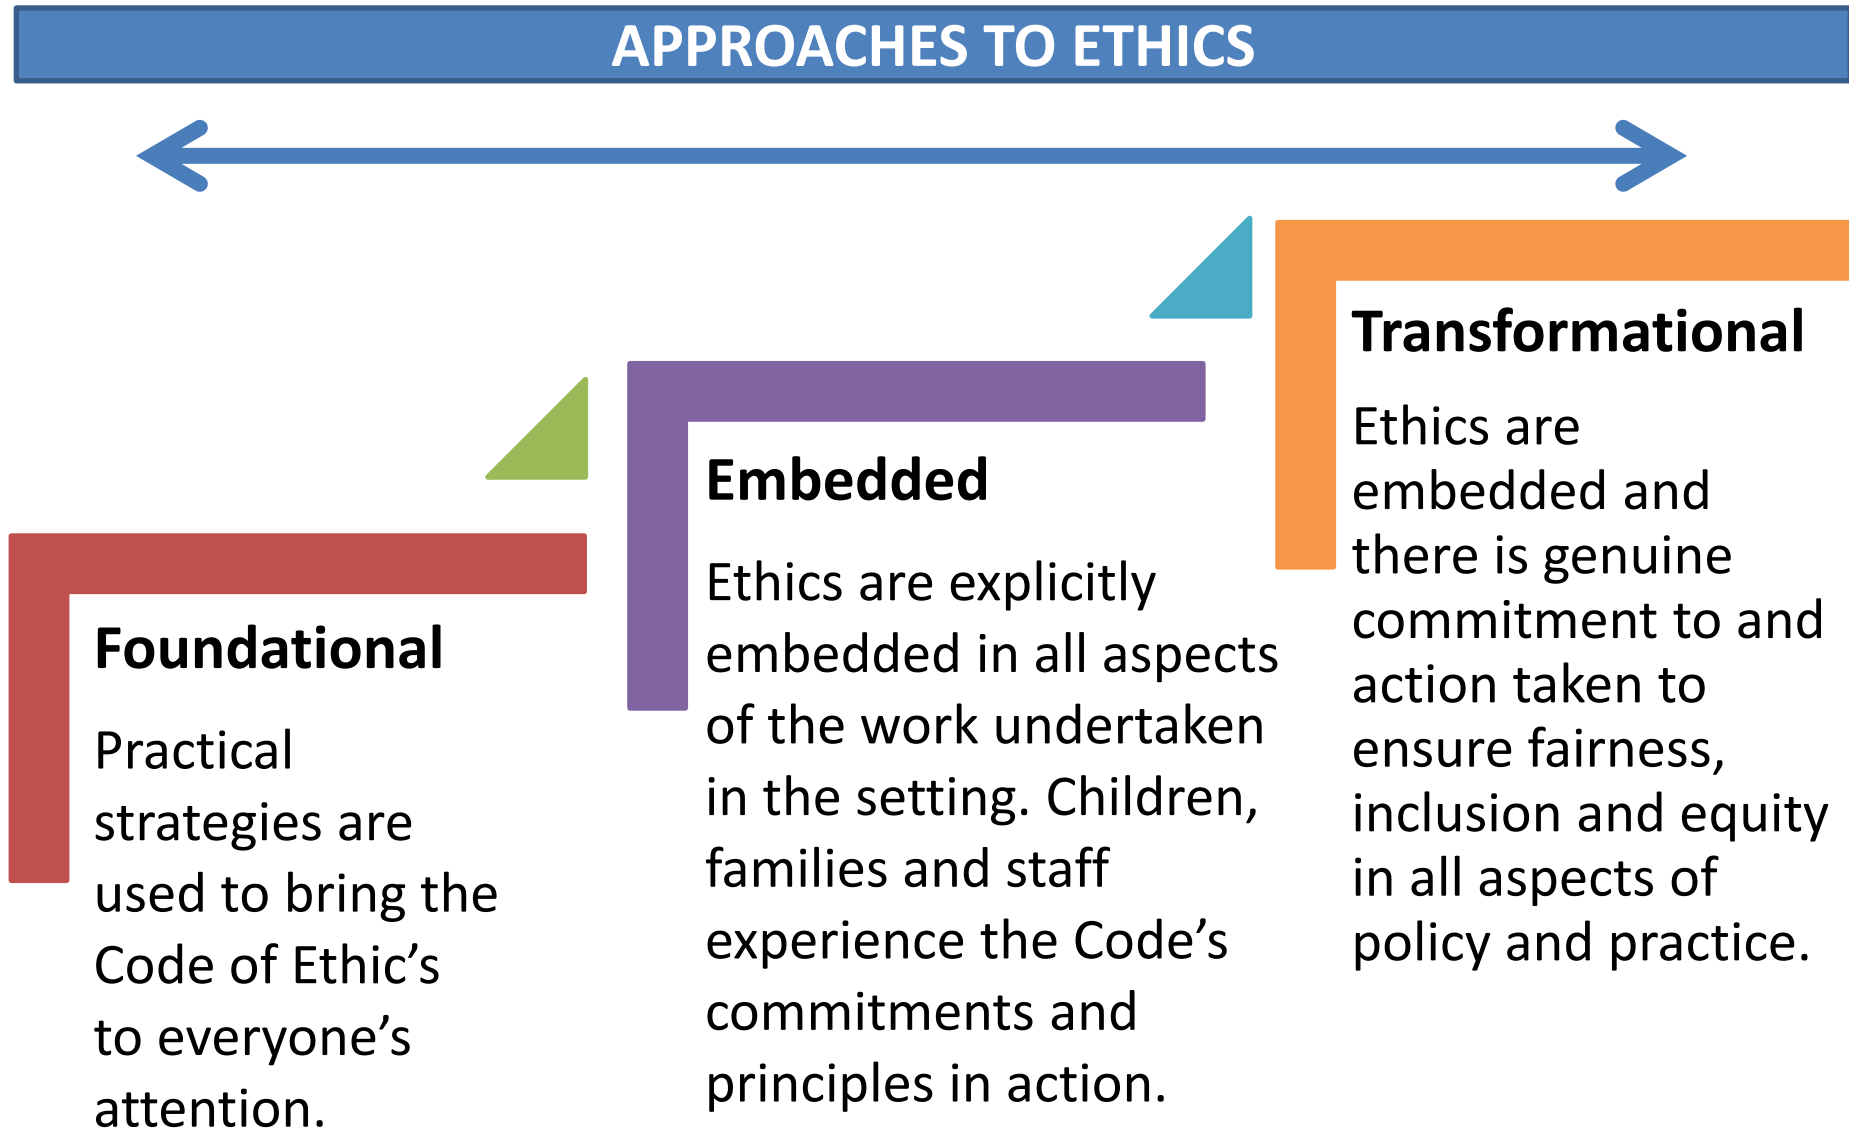 APPROACHES TO ETHICS
Foundational
Practical
strategies are
used to bring the
Code of Ethic’s
to everyone’s
attention.
Embedded
Ethics are explicitly
embedded in all aspects
of the work undertaken
in the setting. Children,
families and staff
experience the Code’s
commitments and
principles in action.
Transformational
Ethics are
embedded and
there is genuine
commitment to and
action taken to
ensure fairness,
inclusion and equity
in all aspects of
policy and practice.